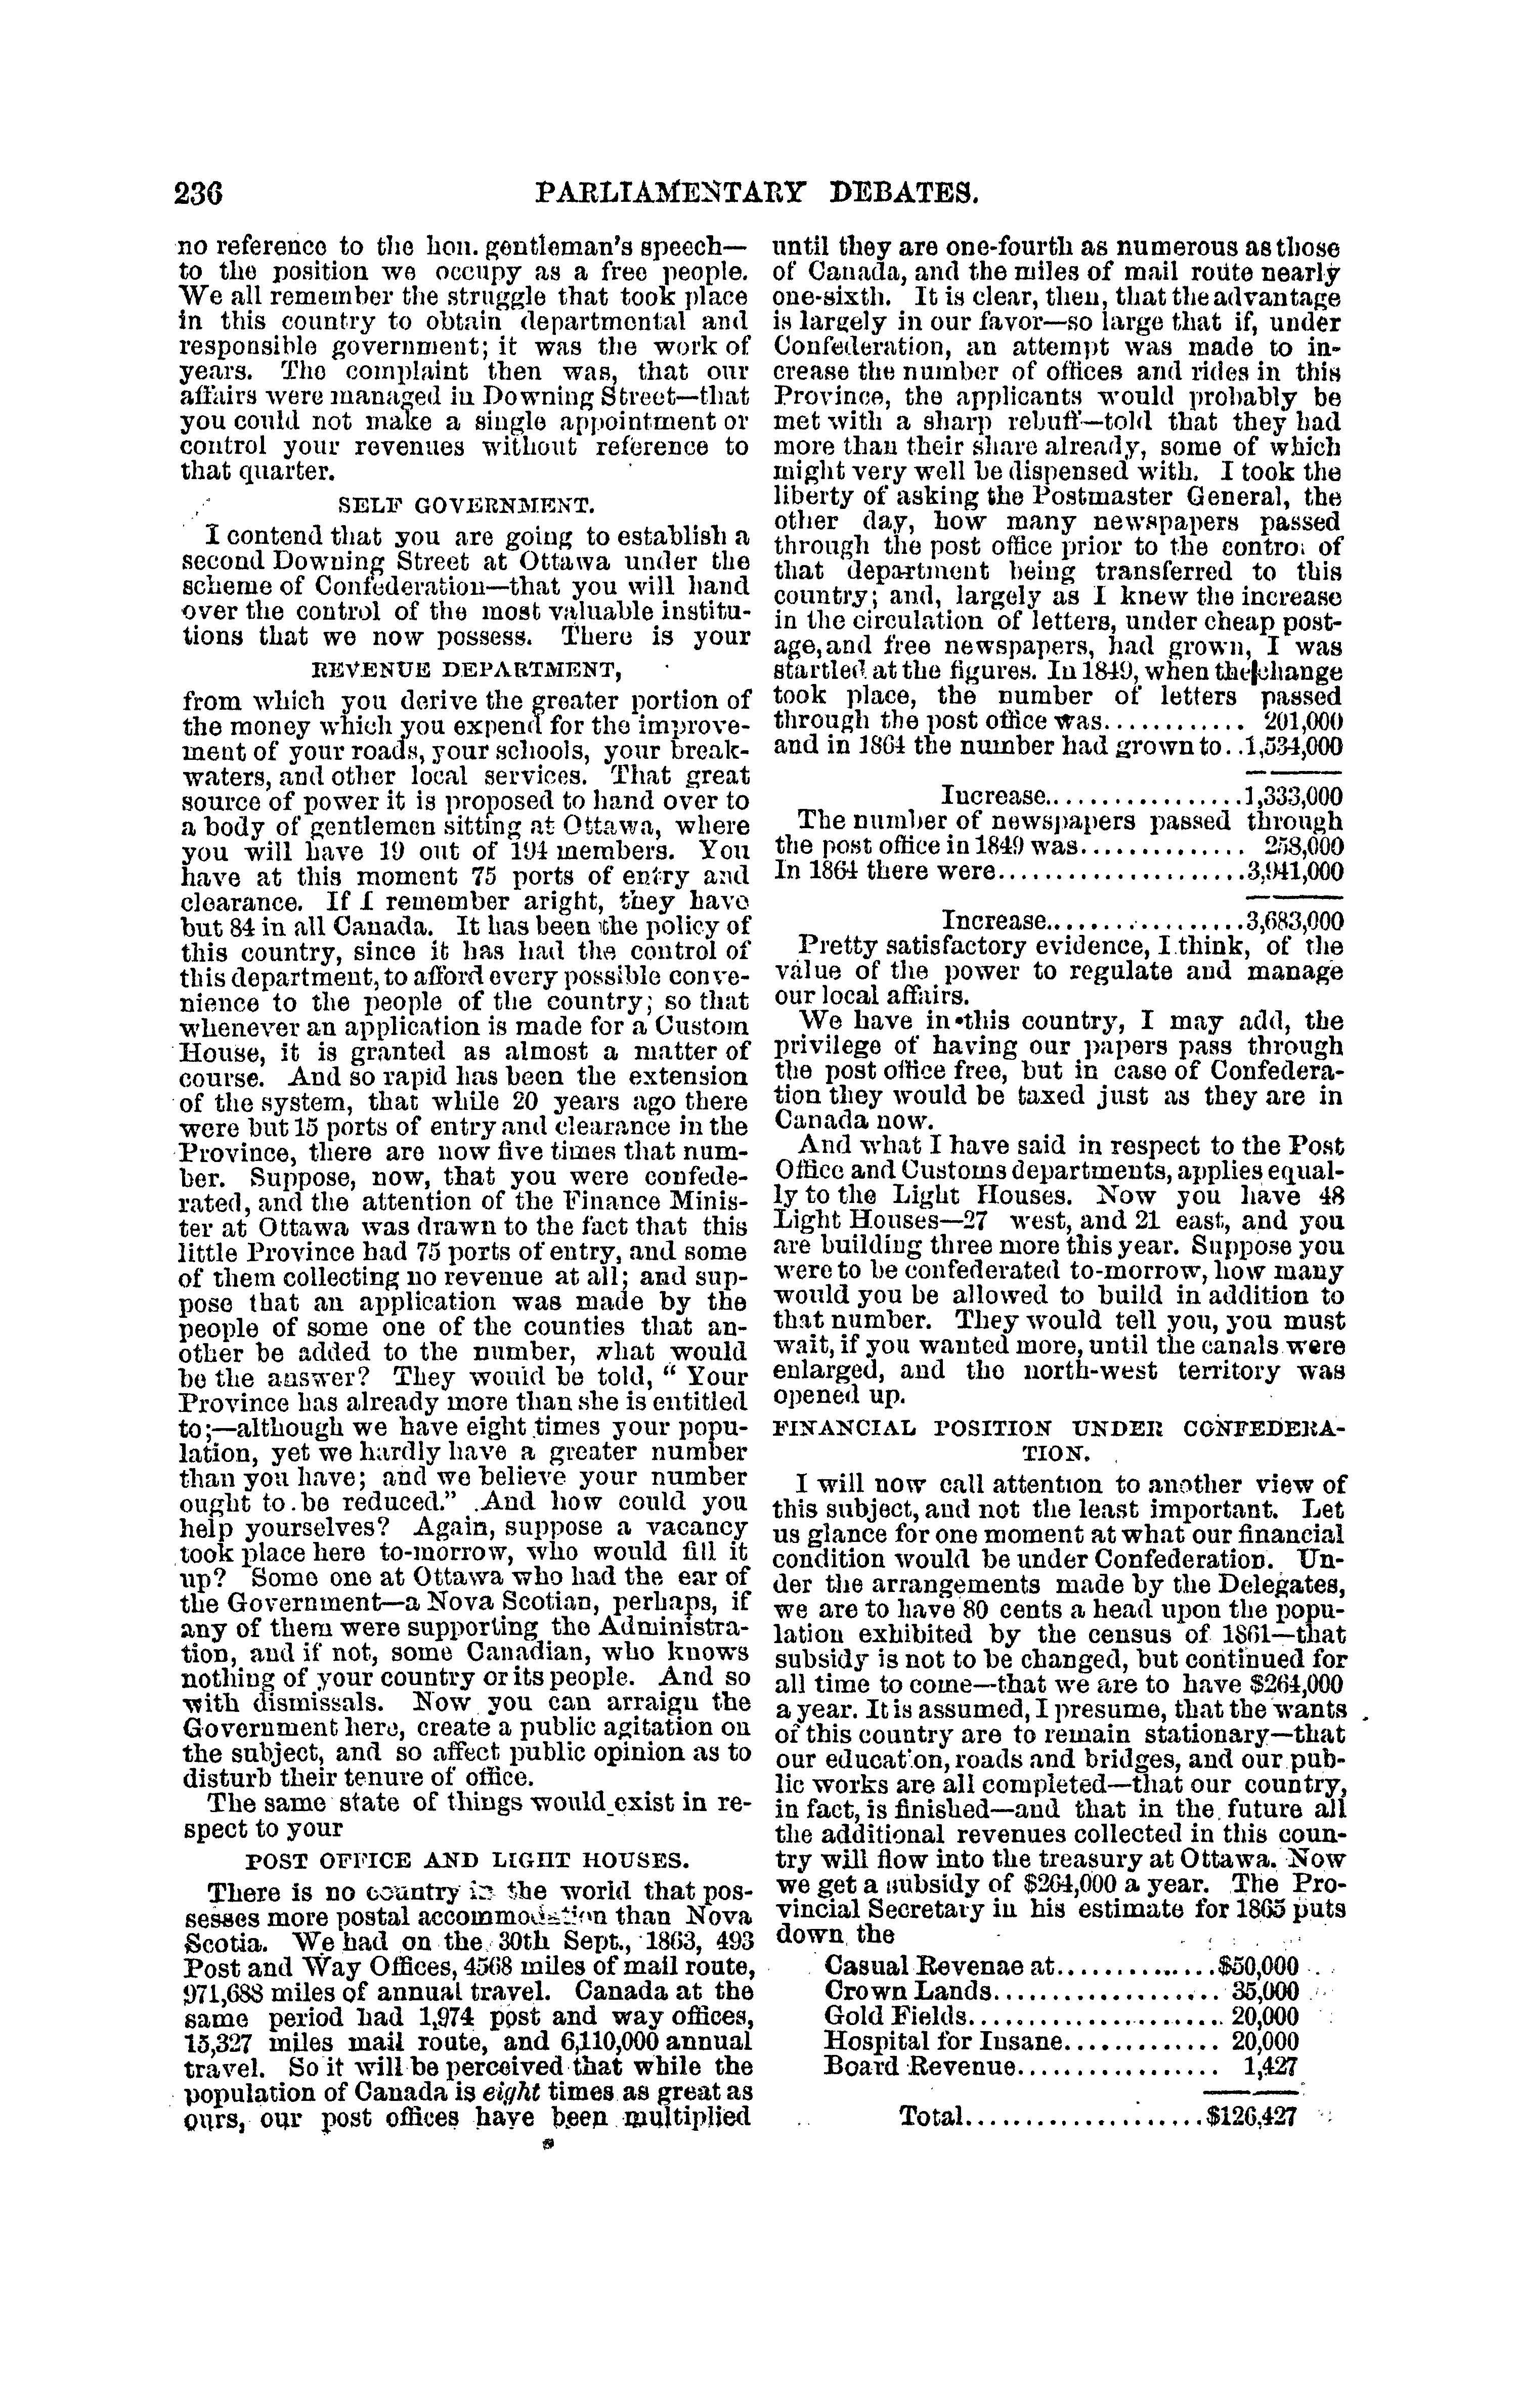 236 PARLIAMENTARY DEBATES.
no reference to the hon. gentleman's speech—
to the position we occupy as a free people.
We all remember the struggle that took place
in this country to obtain departmental and
responsible government; it was the work of
years. The complaint then was, that our
affairs were managed in Downing Street—that
you could not make a single appointment or
control your revenues without reference to
that quarter.
SELF GOVERNMENT.
I contend that you are going to establish a
second Downing Street at Ottawa under the
scheme of Confederation—that you will hand
over the control of the most valuable institu-
tions that we now possess. There is your
REVENUE DEPARTMENT,
from which you derive the greater portion of
the money which you expend for the improve-
ment of your roads, your schools, your break-
waters, and other local services. That great
source of power it is proposed to hand over to
a body of gentlemen sitting at Ottawa, where
you will have 19 out of 194 members. You
have at this moment 75 ports of entry and
clearance. If I remember aright, they have
but 84 in all Canada. It has been the policy of
this country, since it has had the control of
this department, to afford every possible conve-
nience to the people of the country; so that
whenever an application is made for a Custom
House, it is granted as almost a matter of
course. And so rapid has been the extension
of the system, that while 20 years ago there
were but 15 ports of entry and clearance in the
Province, there are now five times that num-
ber. Suppose, now, that you were confede-
rated, and the attention of the Finance Minis-
ter at Ottawa was drawn to the fact that this
little Province had 75 ports of entry, and some
of them collecting no revenue at all; and sup-
pose that an application was made by the
people of some one of the counties that an-
other be added to the number, what would
be the answer? They would be told, "Your
Province has already more than she is entitled
to;—although we have eight times your popu-
lation, yet we hardly have a greater number
than you have; and we believe your number
ought to be reduced." And how could you
help yourselves? Again, suppose a vacancy
took place here to-morrow, who would fill it
up? Some one at Ottawa who had the ear of
the Government—a Nova Scotian, perhaps, if
any of them were supporting the Administra-
tion, and if not, some Canadian, who knows
nothing of your country or its people. And so
with dismissals. Now you can arraign the
Government here, create a public agitation on
the subject, and so affect public opinion as to
disturb their tenure of office.
The same state of things would exist in re-
spect to your
POST OFFICE AND LIGHT HOUSES.
There is no country in the world that pos-
sesses more postal accommodation than Nova
Scotia. We had on the 30th Sept., 1863, 493
Post and Way Offices, 4568 miles of mail route,
971,688 miles of annual travel. Canada at the
same period had 1,974 post and way offices,
15,327 miles mail route, and 6,110,000 annual
travel. So it will be perceived that while the
population of Canada is eight times as great as
ours, our post offices have been multiplied
until they are one-fourth as numerous as those
of Canada, and the miles of mail route nearly
one-sixth. It is clear, then, that the advantage
is largely in our favor—so large that if, under
Confederation, an attempt was made to in-
crease the number of offices and rides in this
Province, the applicants would probably be
met with a sharp rebuff—told that they had
more than their share already, some of which
might very well be dispensed with. I took the
liberty of asking the Postmaster General, the
other day, how many newspapers passed
through the post office prior to the control of
that department being transferred to this
country; and, largely as I knew the increase
in the circulation of letters, under cheap post-
age, and free newspapers, had grown, I was
startled at the figures. In 1849, when the change
took place, the number of letters passed
through the post office was............ 201,000
and in 1864 the number had grown to..1,534,000
Increase.................1,333,000
The number of newspapers passed through
the post office in 1849 was.............. 258,000
In 1864 there were.....................3,941,000
Increase.................3,683,000
Pretty satisfactory evidence, I think, of the
value of the power to regulate and manage
our local affairs.
We have in this country, I may add, the
privilege of having our papers pass through
the post office free, but in case of Confedera-
tion they would be taxed just as they are in
Canada now.
And what I have said in respect to the Post
Office and Customs departments, applies equal-
ly to the Light Houses. Now you have 48
Light Houses—27 west, and 21 east, and you
are building three more this year. Suppose you
were to be confederated to-morrow, how many
would you be allowed to build in addition to
that number. They would tell you, you must
wait, if you wanted more, until the canals were
enlarged, and the north-west territory was
opened up.
FINANCIAL POSITION UNDER CONFEDERA-
TION.
I will now call attention to another view of
this subject, and not the least important. Let
us glance for one moment at what our financial
condition would be under Confederation. Un-
der the arrangements made by the Delegates,
we are to have 80 cents a head upon the popu-
lation exhibited by the census of 1861—that
subsidy is not to be changed, but continued for
all time to come—that we are to have $264,000
a year. It is assumed, I presume, that the wants
of this country are to remain stationary—that
our education, roads and bridges, and our pub-
lic works are all completed—that our country,
in fact, is finished—and that in the future all
the additional revenues collected in this coun-
try will flow into the treasury at Ottawa. Now
we get a subsidy of $264,000 a year. The Pro-
vincial Secretary in his estimate for 1865 puts
down the
Casual Revenue at..............$50,000
Crown Lands................... 35,000
Gold Fields...................... 20,000
Hospital for Insane............. 20,000
Board Revenue................. 1,427
Total....................$126,427